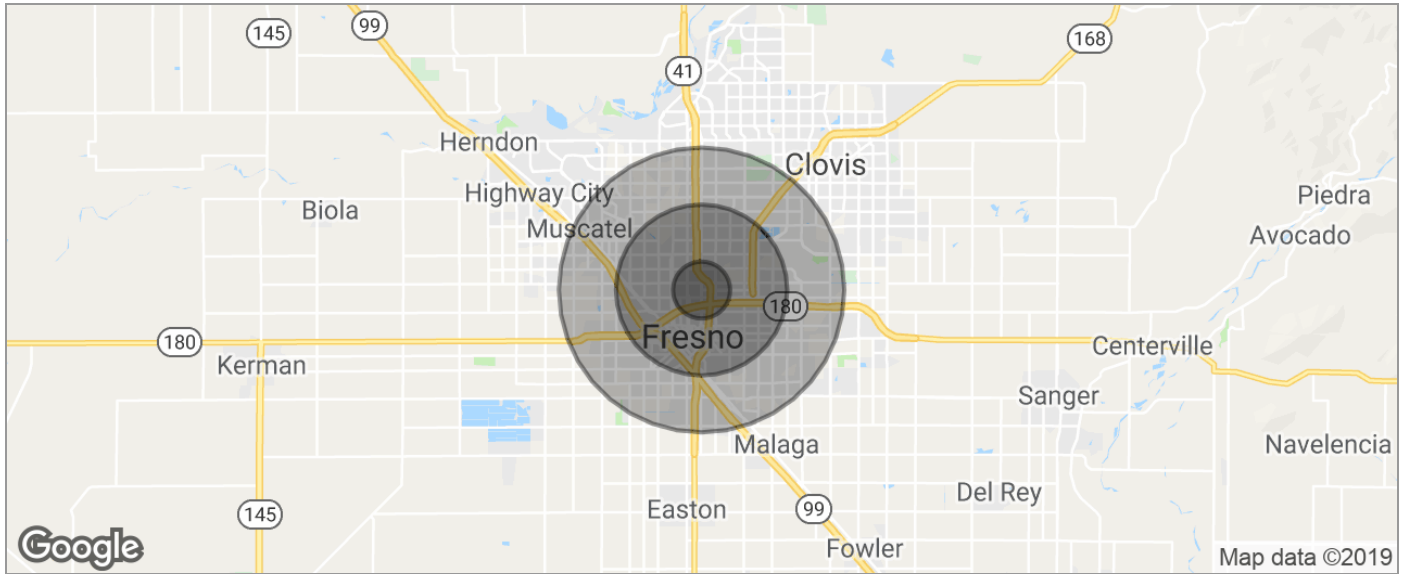 145
99
168
41
Herndon
Clovis
Highway City
Piedra
Biola
Muscatel
Avocado
180
Fresno
180
Centerville
Kerman
Sanger
Malaga
Navelencia
Del Rey
Easton
99
145
Fowler
Google
Map data ©2019